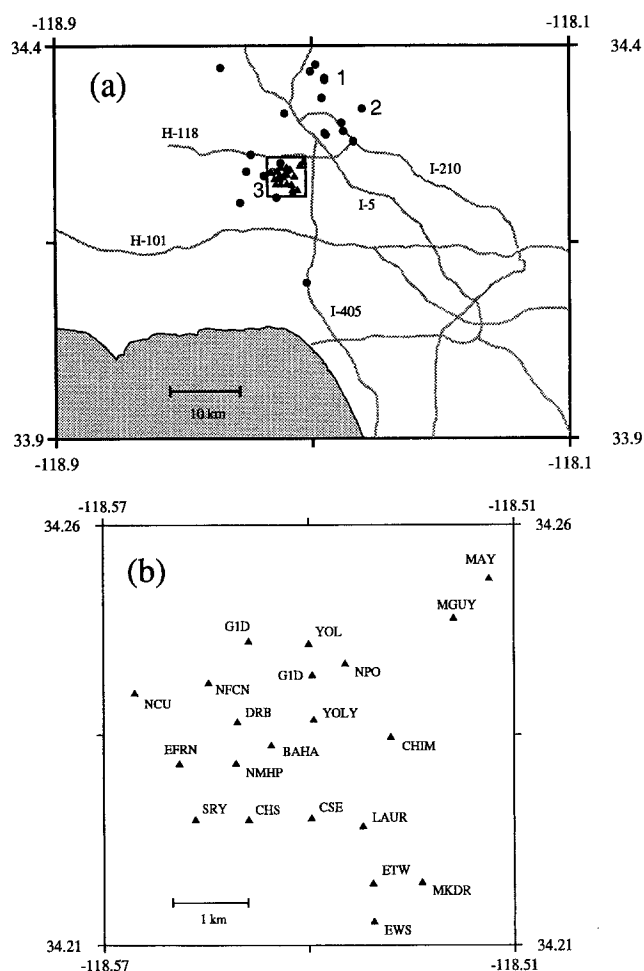 -118.9
-118.1
34.4
34.4
(a)
1
2
H-118
I-210
3
I-5
H-101
I-405
10 km
33.9
33.9
-118.9
-118.1
-118.57
-118.51
34.26
34.26
(b)
MAY
MGUY
G1D
YOL
NPO
G1D
NFCN
NCU
DRB
YOLY
CHIM
BAHA
EFRN
NMHP
SRY
CHS
CSE
LAUR
ETW
MKDR
1 km
EWS
34.21
34.21
-118.57
-118.51